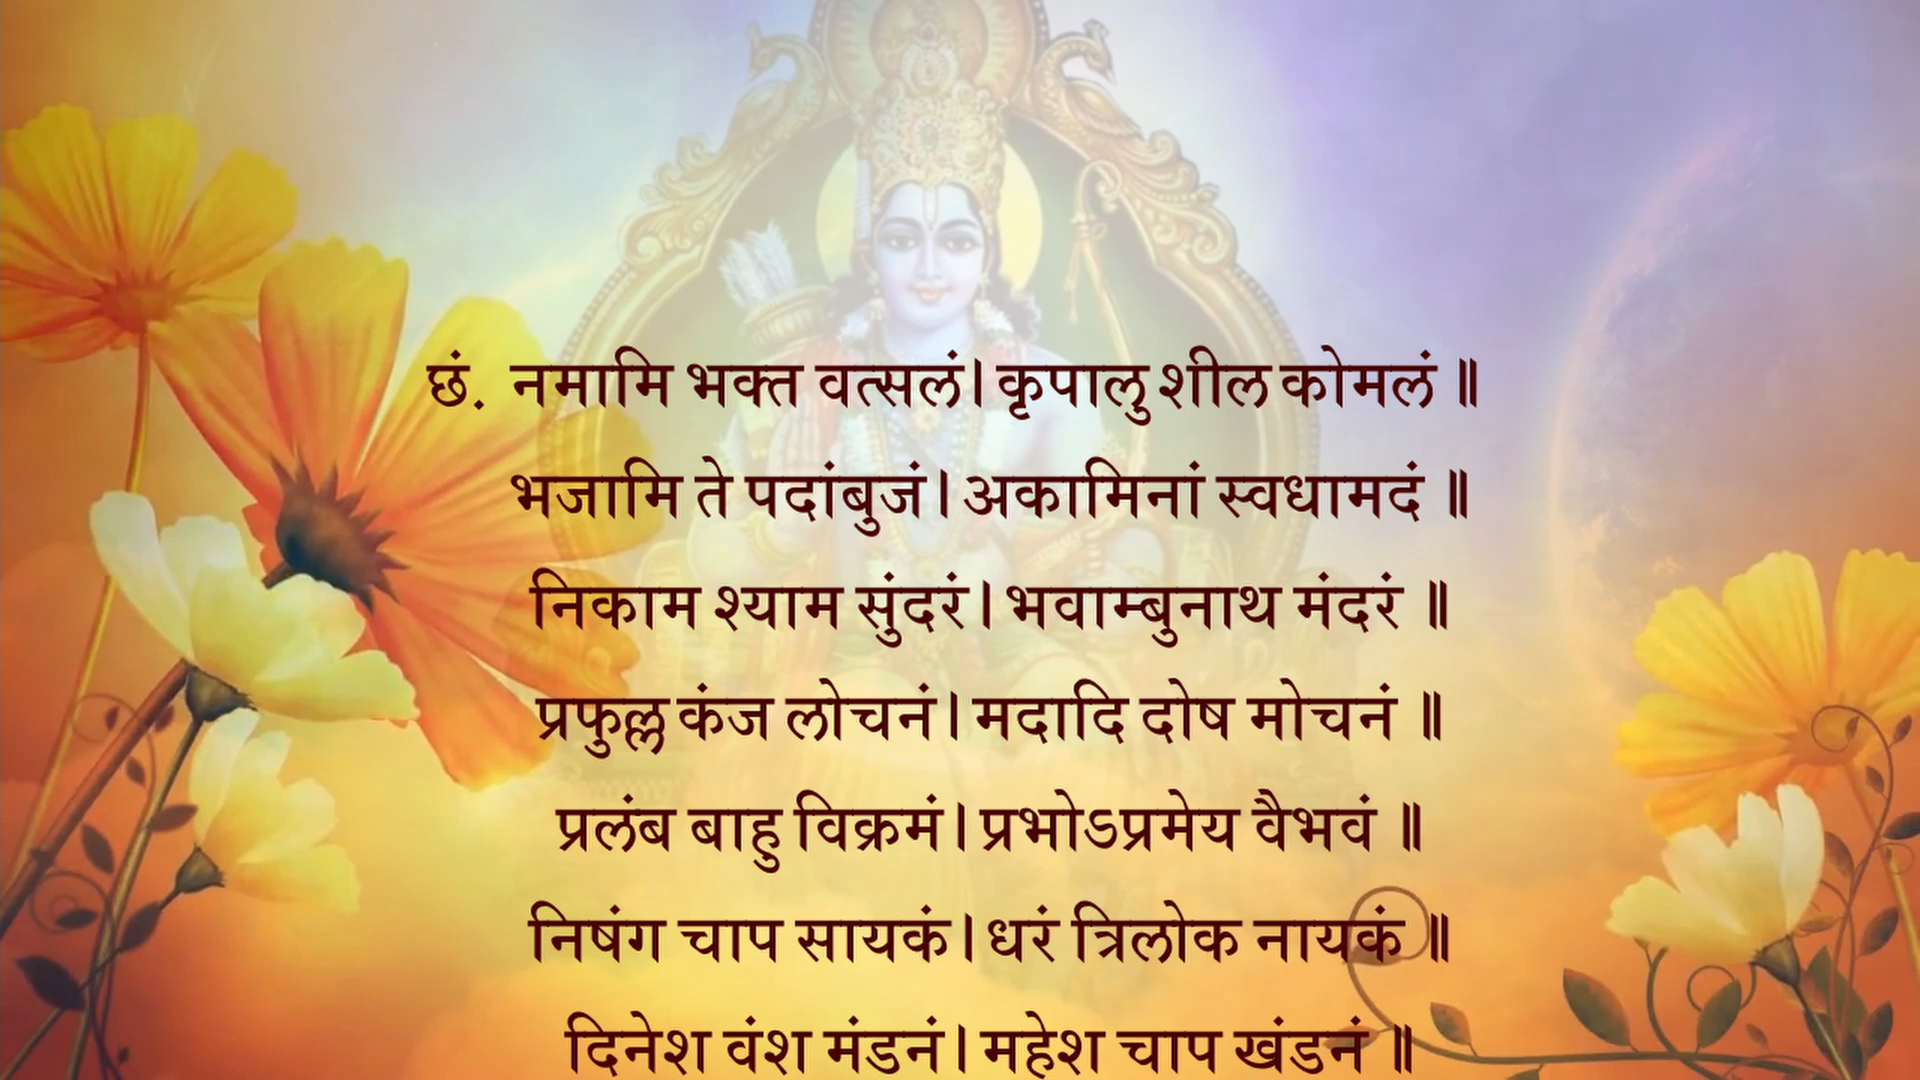 छं. नमामि भक्त वत्सलं। कृपालु शील कोमलं ॥
भजामि ते पदांबुजं। अकामिनां स्वधामदं ॥
निकाम श्याम सुंदरं। भवाम्बुनाथ मंदरं ॥
प्रफुल्ल कंज लोचनं। मदादि दोष मोचनं ॥
प्रलंब बाहु विक्रमं। प्रभोऽप्रमेय वैभवं ॥
निषंग चाप सायकं। धरं त्रिलोक नायकं ॥
दिनेश वंश मंडनं। महेश चाप खंडनं ॥